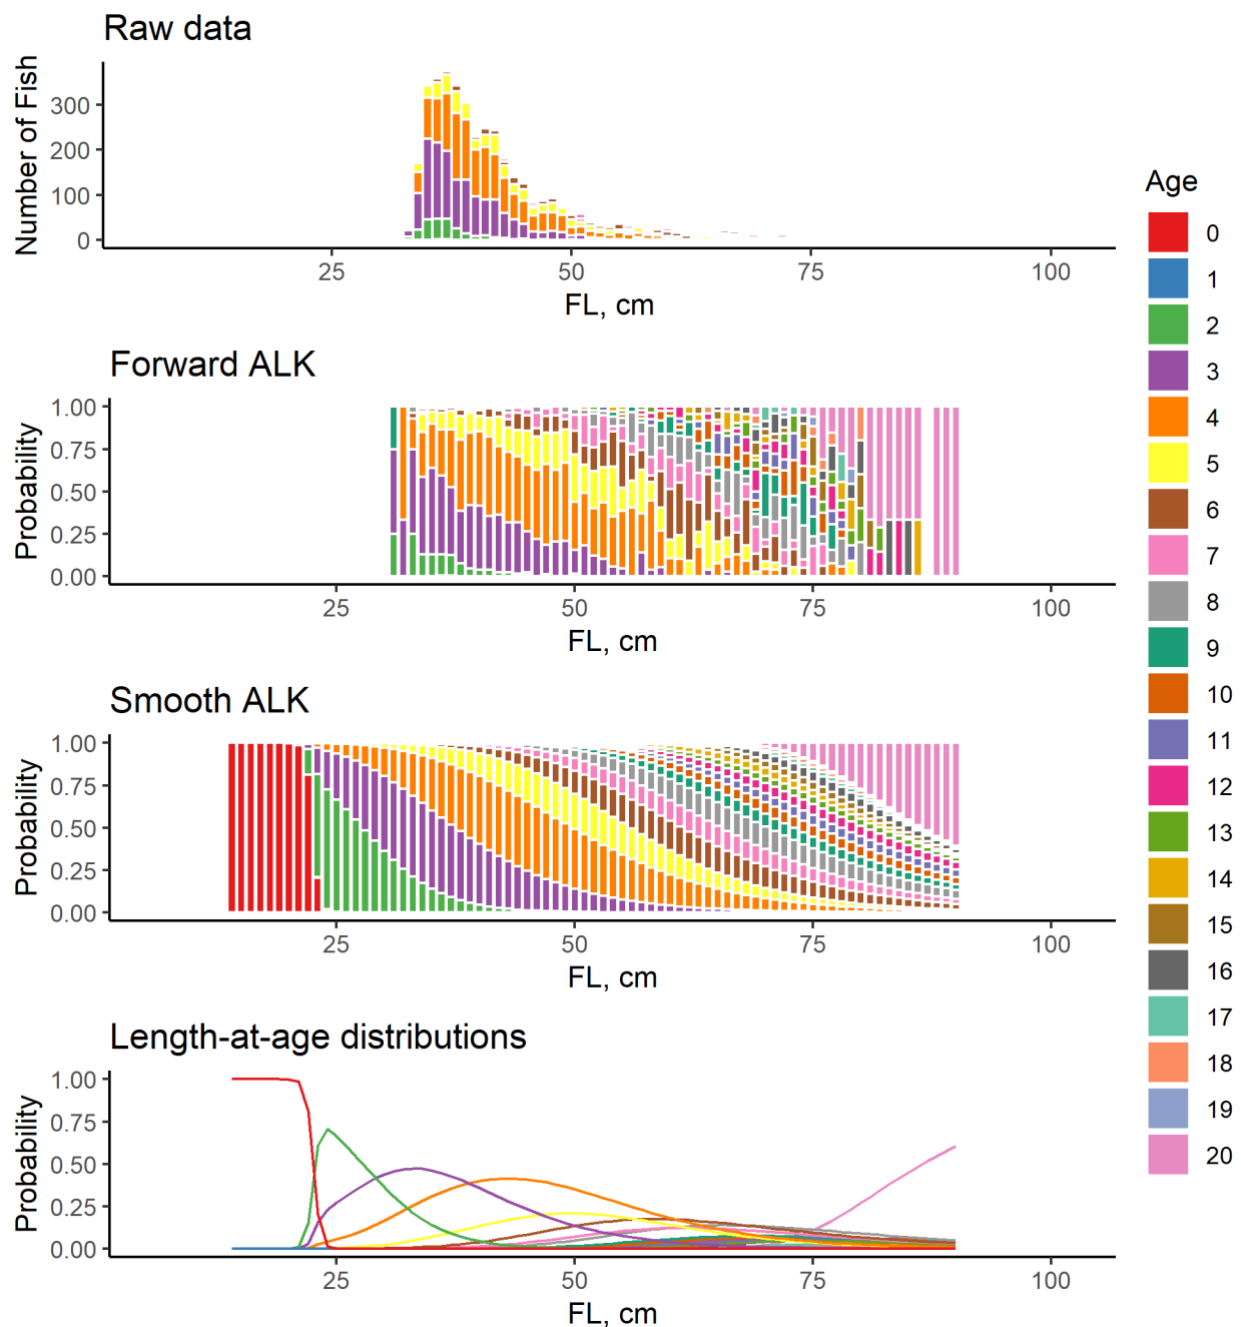 Raw data
Number of Fish
300
200
100
0
25 50 75 100
FL, cm
Forward ALK
Probability
1.00
0.75
0.50
0.25
0.00
25 50 75 100
FL, cm
Smooth ALK
Probability
1.00
0.75
0.50
0.25
0.00
25 50 75 100
FL, cm
Length-at-age distributions
Probability
1.00
0.75
0.50
0.25
0.00
25 50 75 100
FL, cm
Age
0
1
2
3
4
5
6
7
8
9
10
11
12
13
14
15
16
17
18
19
20